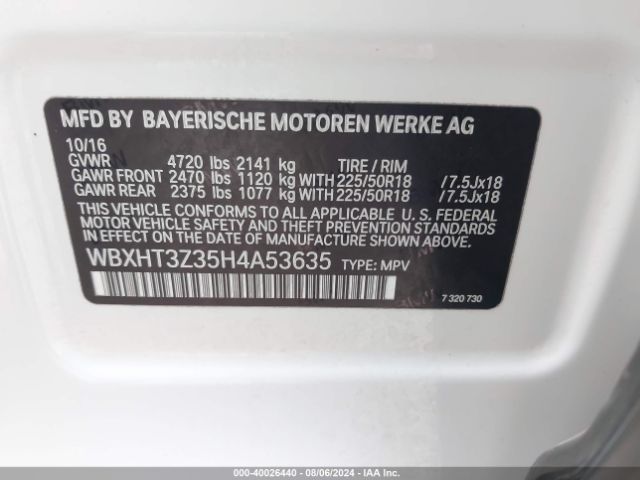 MFD BY BAYERISCHE MOTOREN WERKE AG
10/16
GVWR 4720 lbs 2141 kg TIRE / RIM
GAWR FRONT 2470 lbs 1120 kg WITH 225/50R18 /7.5Jx18
GAWR REAR 2375 lbs 1077 kg WITH 225/50R18 /7.5Jx18
THIS VEHICLE CONFORMS TO ALL APPLICABLE U. S. FEDERAL
MOTOR VEHICLE SAFETY AND THEFT PREVENTION STANDARDS
IN EFFECT ON THE DATE OF MANUFACTURE SHOWN ABOVE.
WBXHT3Z35H4A53635 TYPE: MPV
7 320 730
000-40026440 - 08/06/2024 - IAAI.COM